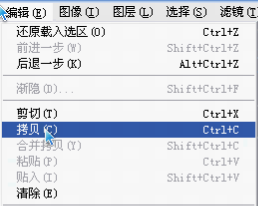 编辑(E) 图像(I) 图层(L) 选择(S) 滤镜(T)
还原载入选区(O) Ctrl+Z
前进一步(W) Shift+Ctrl+Z
后退一步(K) Alt+Ctrl+Z
渐隐(D)... Shift+Ctrl+F
剪切(T) Ctrl+X
拷贝(C) Ctrl+C
合并拷贝(Y) Shift+Ctrl+C
粘贴(P) Ctrl+V
贴入(I) Shift+Ctrl+V
清除(E)